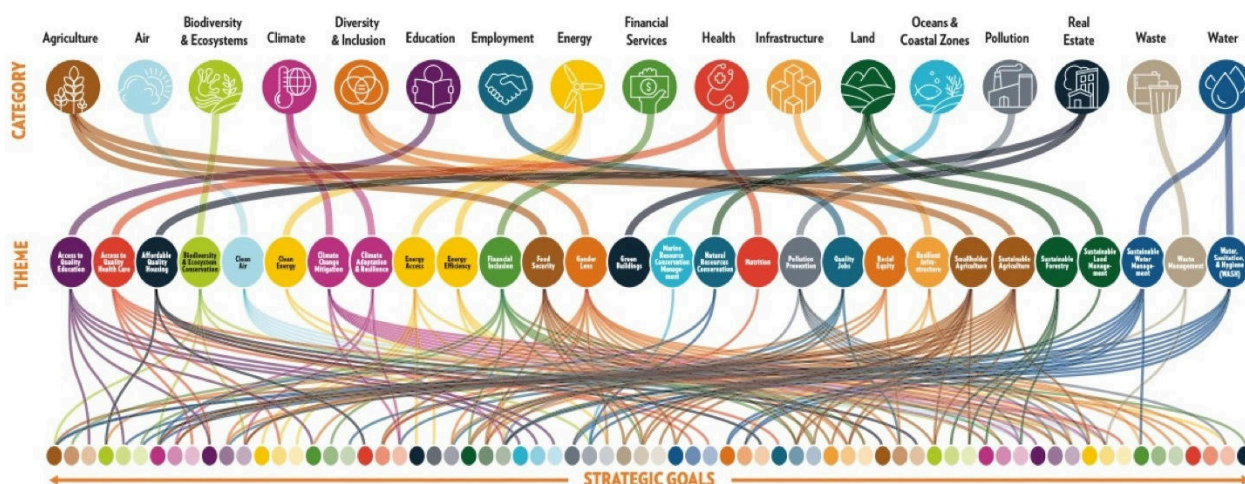 Agriculture
Air
Biodiversity
& Ecosystems
Climate
Diversity
& Inclusion
Education
Employment
Energy
Financial
Services
Health
Infrastructure
Land
Oceans &
Coastal Zones
Pollution
Real
Estate
Waste
Water
CATEGORY
THEME
Access to
Quality
Education
Access to
Quality
Health Care
Affordable
Quality
Housing
Biodiversity
& Ecosystem
Conservation
Clean
Air
Clean
Energy
Climate
Change
Mitigation
Climate
Adaptation
& Resilience
Energy
Access
Energy
Efficiency
Financial
Inclusion
Food
Security
Gender
Lens
Green
Buildings
Marine
Resource
Conservation
Manage-
ment
Natural
Resources
Conservation
Nutrition
Pollution
Prevention
Quality
Jobs
Racial
Equity
Resilient
Infra-
structure
Smallholder
Agriculture
Sustainable
Agriculture
Sustainable
Forestry
Sustainable
Land
Manage-
ment
Sustainable
Water
Manage-
ment
Waste
Management
Water,
Sanitation,
& Hygiene
(WASH)
STRATEGIC GOALS